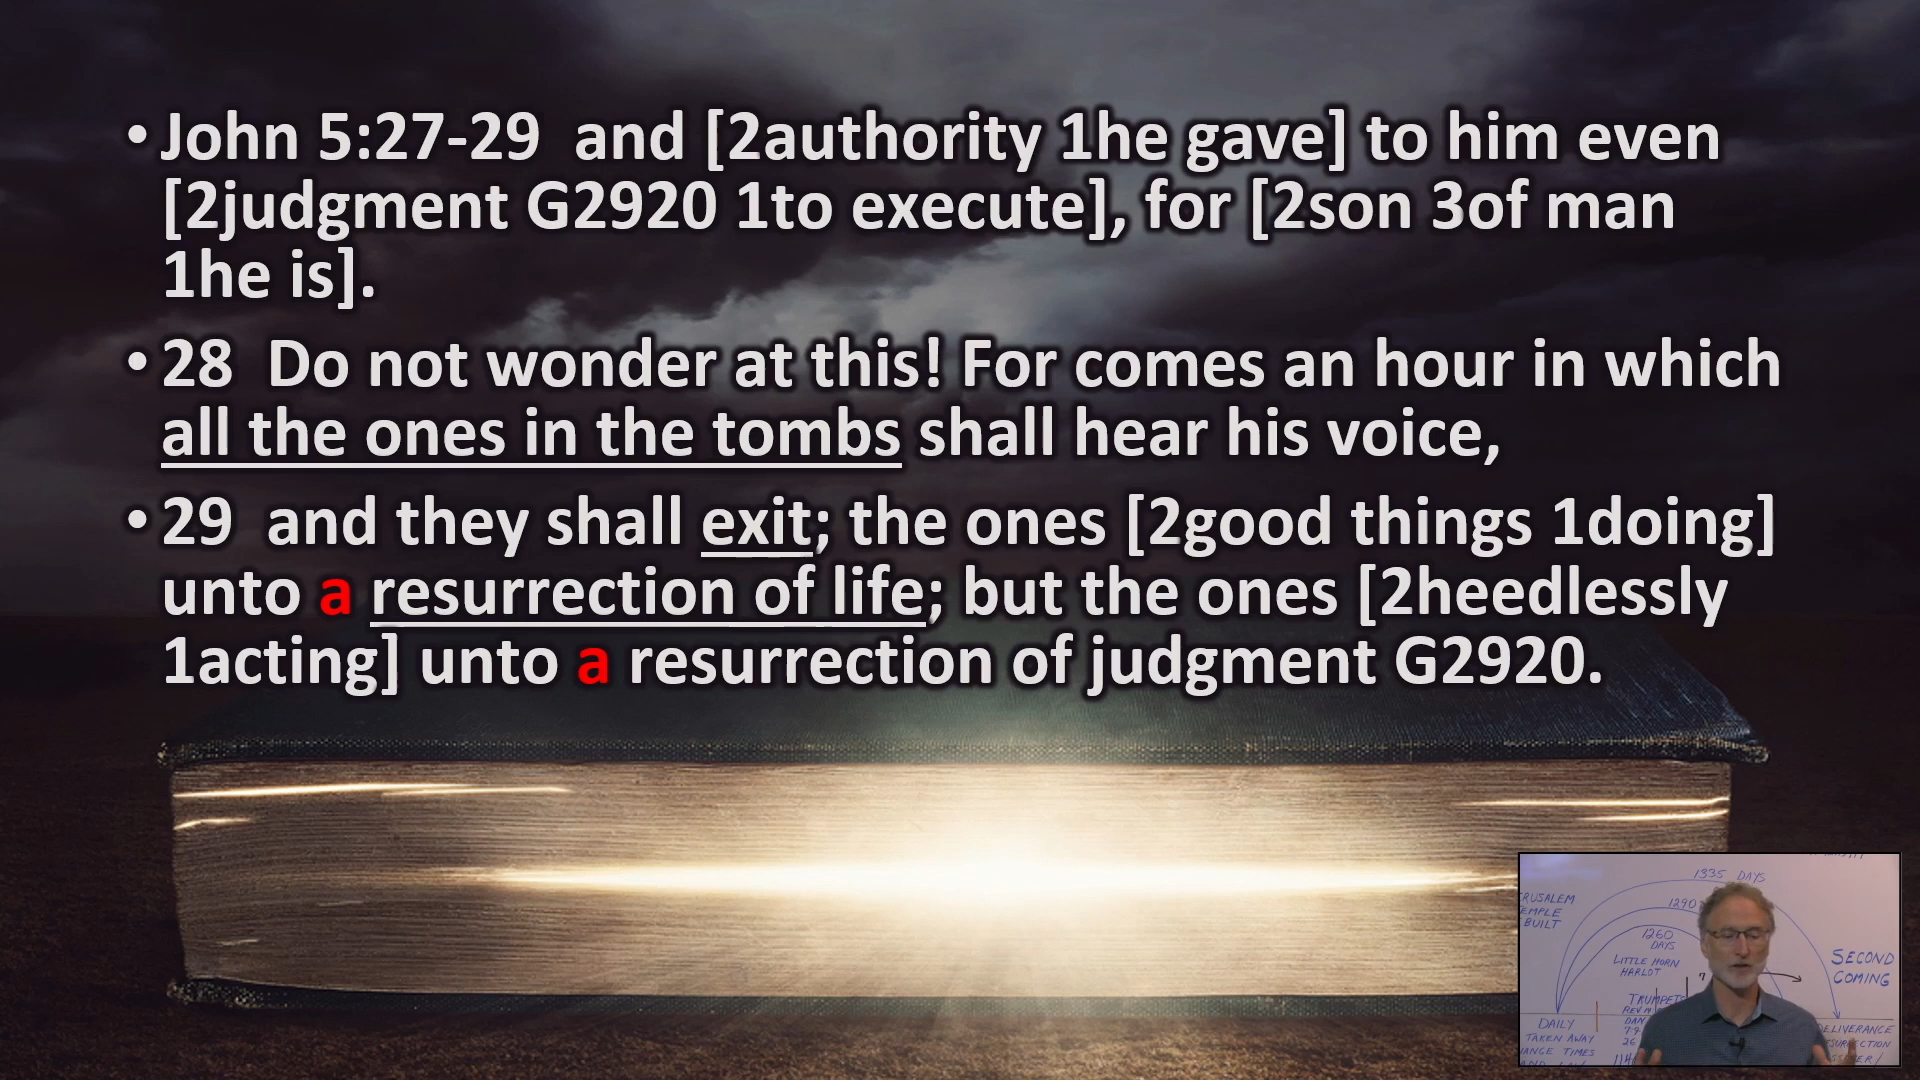 • John 5:27-29  and [2authority 1he gave] to him even
[2judgment G2920 1to execute], for [2son 3of man
1he is].
• 28  Do not wonder at this! For comes an hour in which
all the ones in the tombs shall hear his voice,
• 29  and they shall exit; the ones [2good things 1doing]
unto a resurrection of life; but the ones [2heedlessly
1acting] unto a resurrection of judgment G2920.
1335 DAYS
1290
1260
DAYS
LITTLE HORN
HARLOT
SECOND
COMING
BUILT
TRUMPETS
DAILY
TAKEN AWAY